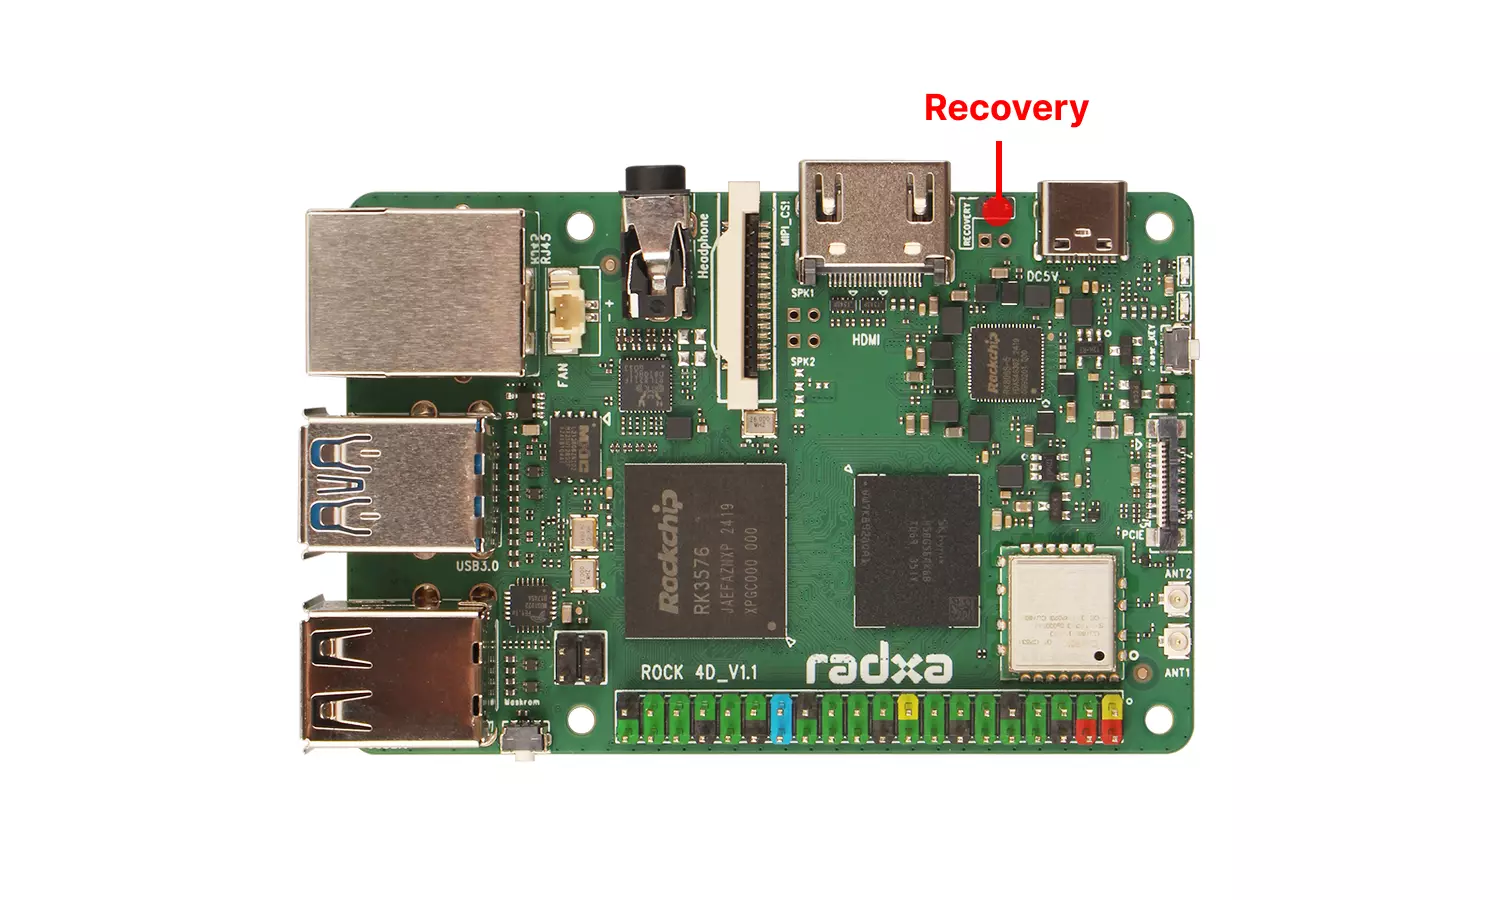 Recovery
RECOVERY
RJ45
Headphone
MIPI_CSI
DC5V
SPK1
HDMI
SPK2
FAN
Rockchip
USB3.0
Rockchip
RK3576
JAEFAZNXP 2419
XPGC000 000
PCIE
ANT2
ANT1
ROCK 4D_V1.1
radxa
Maskrom